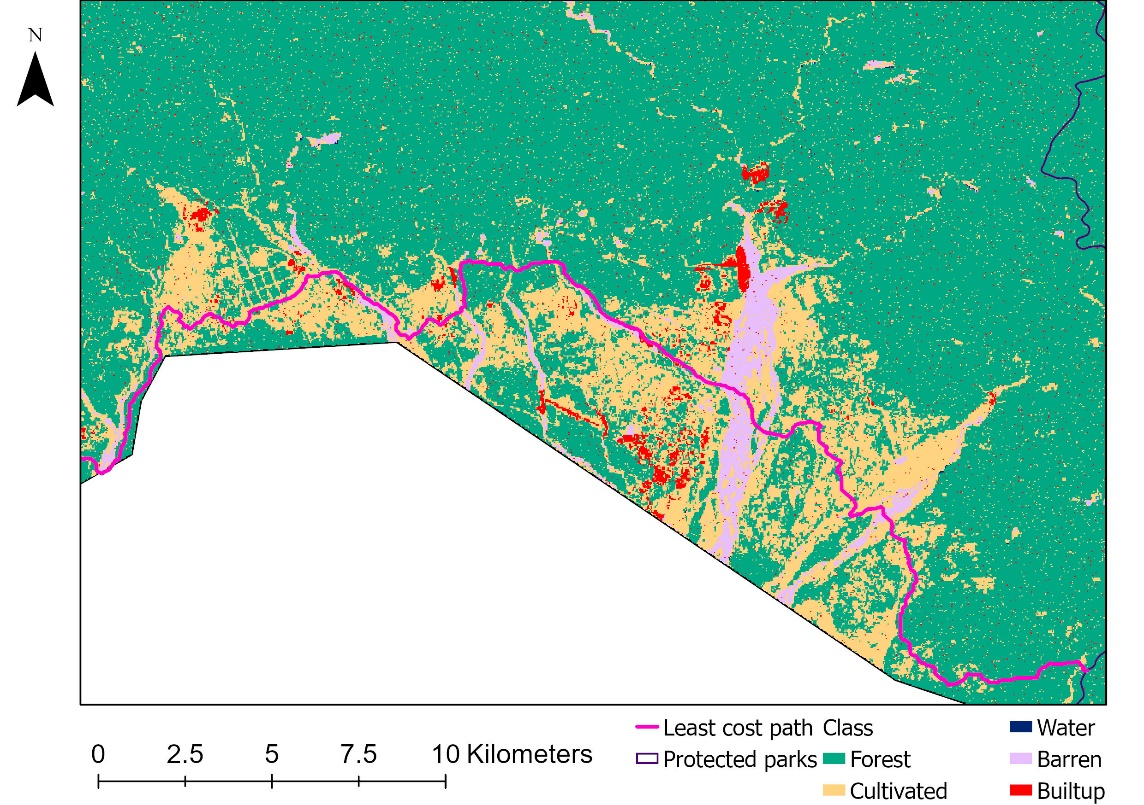 N
0 2.5 5 7.5 10 Kilometers
Least cost path Class Water
Protected parks Forest Barren
Cultivated Builtup